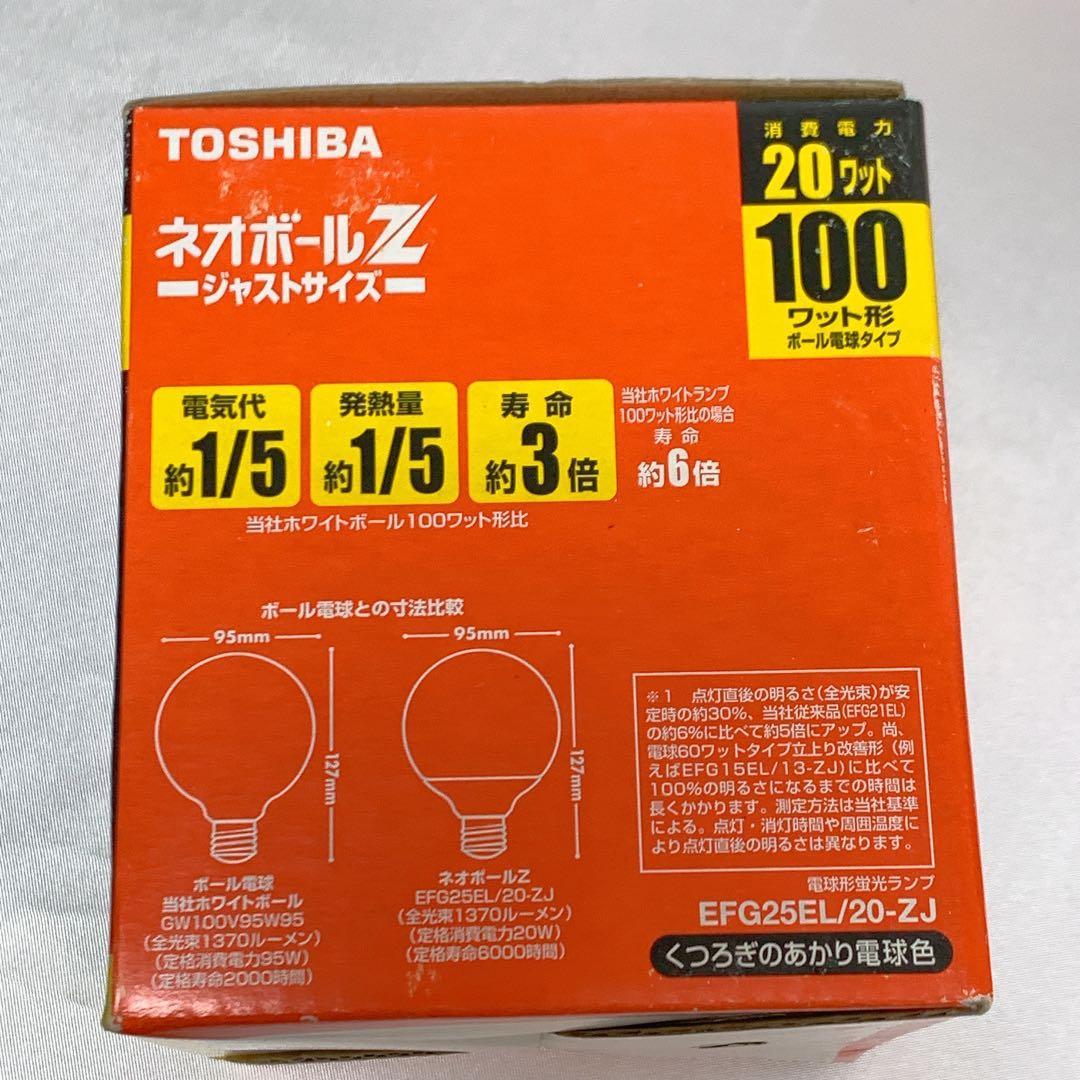 TOSHIBA
ネオボールZ
ジャストサイズ
消費電力
20ワット
100
ワット形
ボール電球タイプ
電気代
約1/5
発熱量
約1/5
寿命
約3倍
当社ホワイトランプ
100ワット形比の場合
寿命
約6倍
当社ホワイトボール100ワット形比
ボール電球との寸法比較
95mm
127mm
ボール電球
当社ホワイトボール
GW100V95W95
(全光束1370ルーメン)
(定格消費電力95W)
(定格寿命2000時間)
95mm
127mm
ネオボールZ
EFG25EL/20-ZJ
(全光束1370ルーメン)
(定格消費電力20W)
(定格寿命6000時間)
※1 点灯直後の明るさ(全光束)が安
定時の約30%、当社従来品(EFG21EL)
の約6%に比べて約5倍にアップ。尚、
電球60ワットタイプ立上り改善形(例
えばEFG15EL/13-ZJ)に比べて
100%の明るさになるまでの時間は
長くかかります。測定方法は当社基準
による。点灯・消灯時間や周囲温度に
より点灯直後の明るさは異なります。
電球形蛍光ランプ
EFG25EL/20-ZJ
くつろぎのあかり電球色